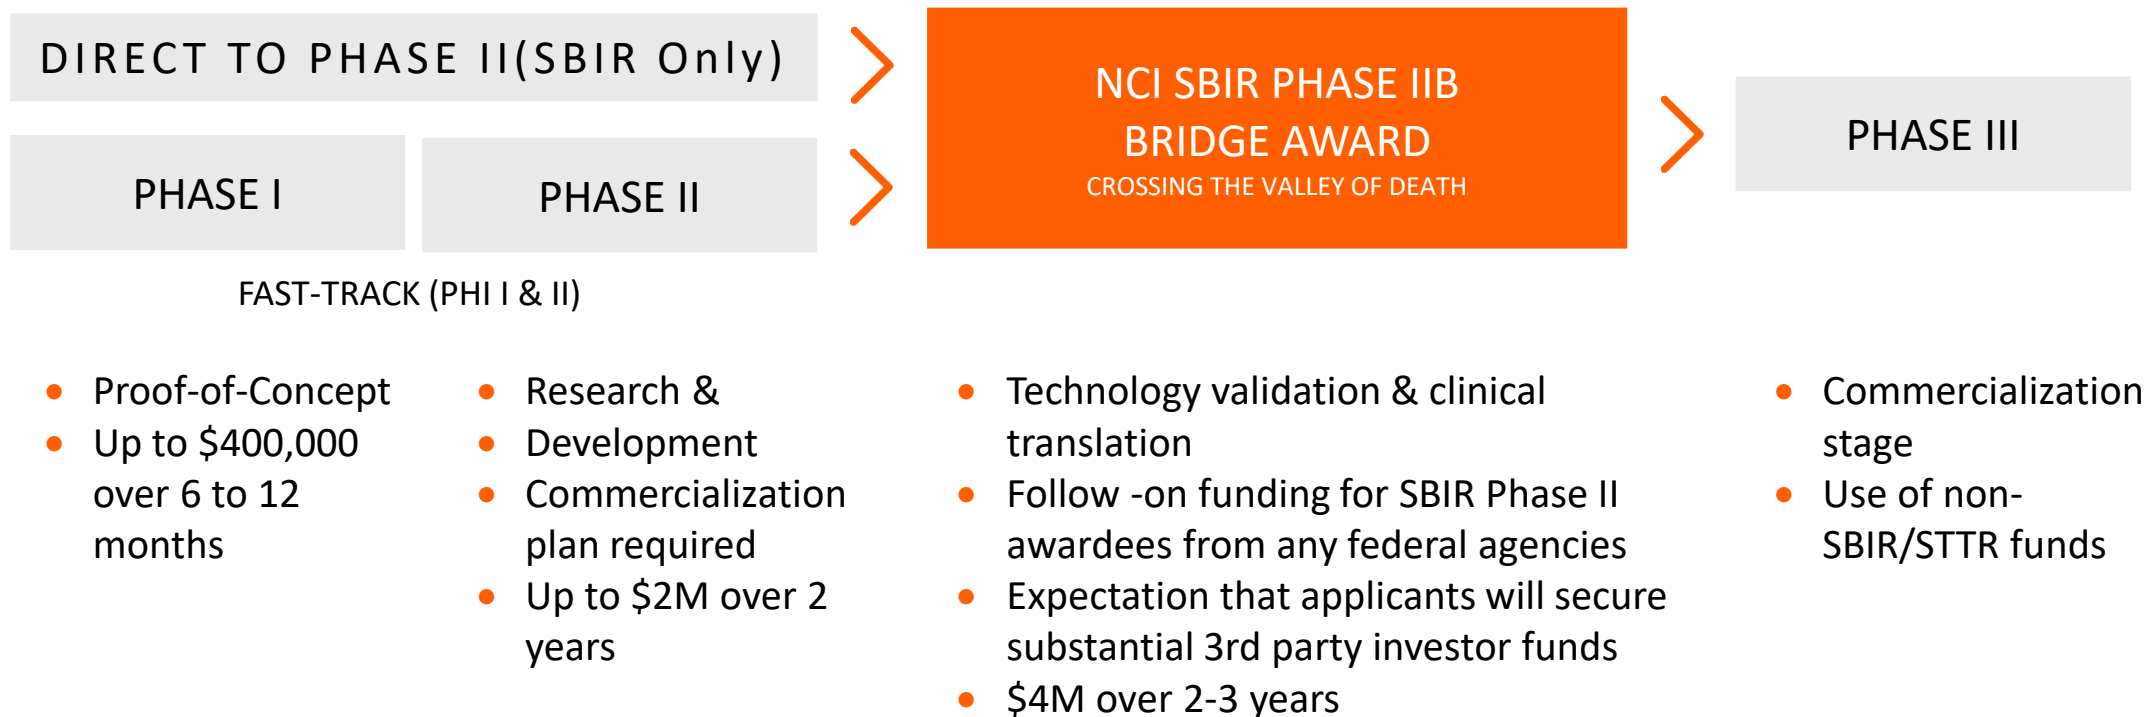 DIRECT TO PHASE II(SBIR Only)
PHASE I
PHASE II
FAST-TRACK (PHI I & II)
NCI SBIR PHASE IIB
BRIDGE AWARD
CROSSING THE VALLEY OF DEATH
PHASE III
• Proof-of-Concept
• Up to $400,000
over 6 to 12
months
• Research &
• Development
• Commercialization
plan required
• Up to $2M over 2
years
• Technology validation & clinical
translation
• Follow -on funding for SBIR Phase II
awardees from any federal agencies
• Expectation that applicants will secure
substantial 3rd party investor funds
• $4M over 2-3 years
• Commercialization
stage
• Use of non-
SBIR/STTR funds